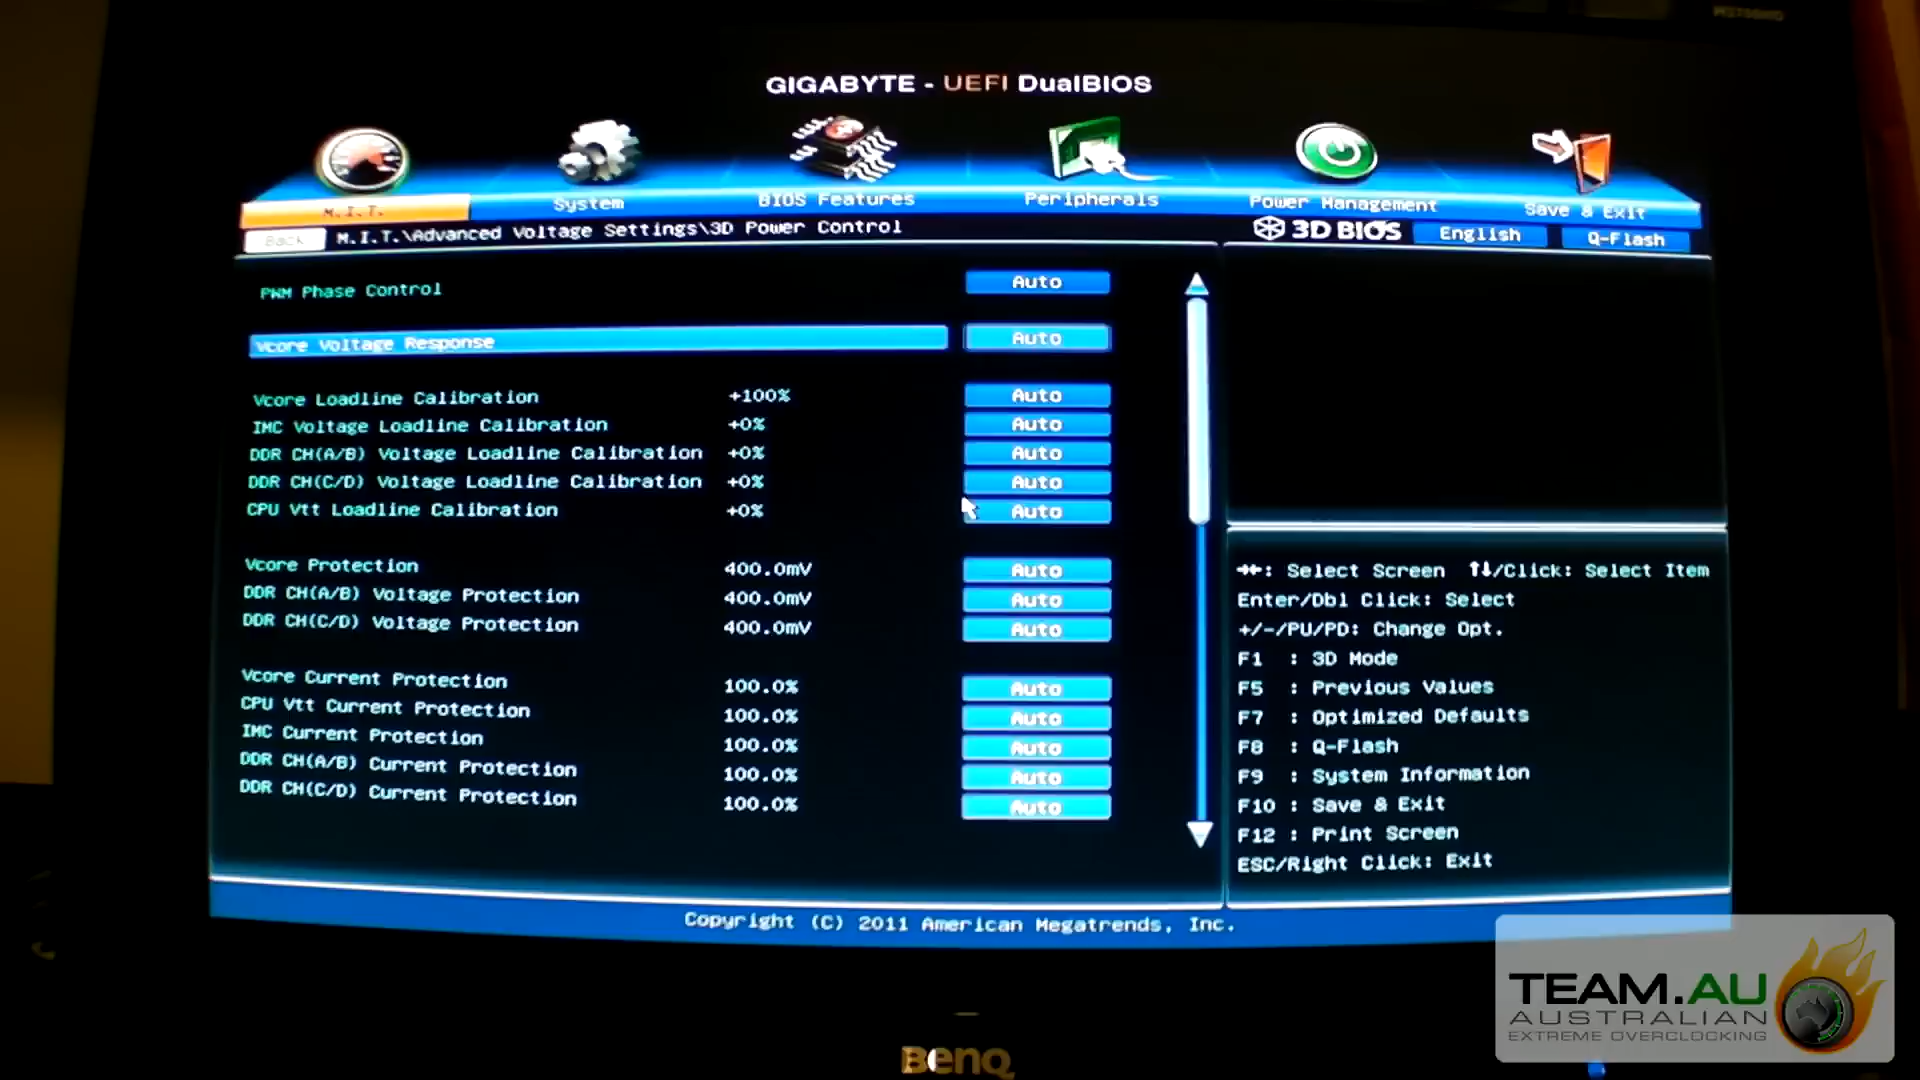 GIGABYTE - UEFI DualBIOS
M.I.T.
System
BIOS Features
Peripherals
Power Management
Save & Exit
Back
M.I.T.\Advanced Voltage Settings\3D Power Control
3D BIOS
English
Q-Flash
PWM Phase Control Auto
Vcore Voltage Response Auto
Vcore Loadline Calibration +100% Auto
IMC Voltage Loadline Calibration +0% Auto
DDR CH(A/B) Voltage Loadline Calibration +0% Auto
DDR CH(C/D) Voltage Loadline Calibration +0% Auto
CPU Vtt Loadline Calibration +0% Auto
Vcore Protection 400.0mV Auto
DDR CH(A/B) Voltage Protection 400.0mV Auto
DDR CH(C/D) Voltage Protection 400.0mV Auto
Vcore Current Protection 100.0% Auto
CPU Vtt Current Protection 100.0% Auto
IMC Current Protection 100.0% Auto
DDR CH(A/B) Current Protection 100.0% Auto
DDR CH(C/D) Current Protection 100.0% Auto
→←: Select Screen ↑↓/Click: Select Item
Enter/Dbl Click: Select
+/-/PU/PD: Change Opt.
F1 : 3D Mode
F5 : Previous Values
F7 : Optimized Defaults
F8 : Q-Flash
F9 : System Information
F10 : Save & Exit
F12 : Print Screen
ESC/Right Click: Exit
Copyright (C) 2011 American Megatrends, Inc.
BenQ
TEAM.AU
AUSTRALIAN
EXTREME OVERCLOCKING